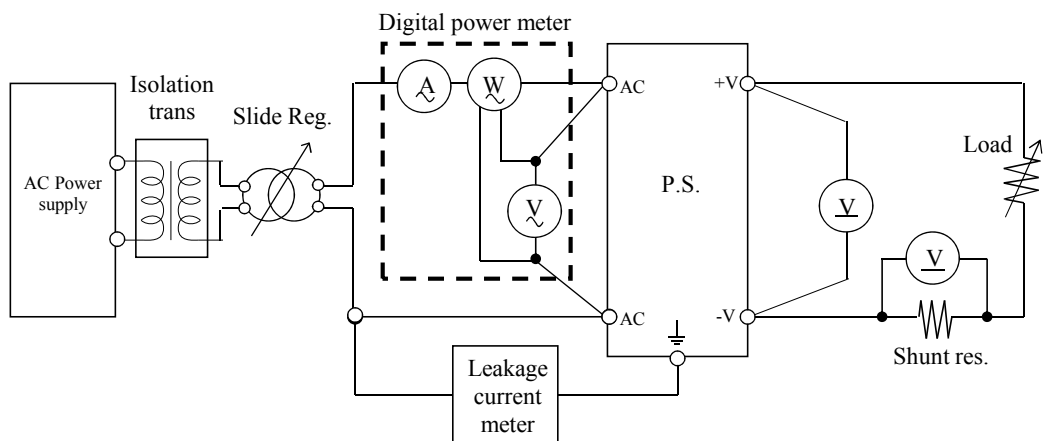 Digital power meter
Isolation
trans
Slide Reg.
A
W
AC
+V
Load
AC Power
supply
P.S.
V
V
V
AC
-V
Shunt res.
Leakage
current
meter